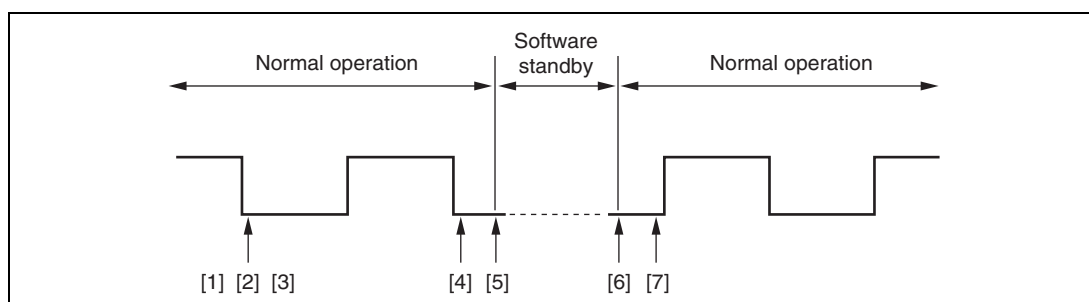 Software
standby
Normal operation
Normal operation
[1] [2] [3] [4] [5] [6] [7]